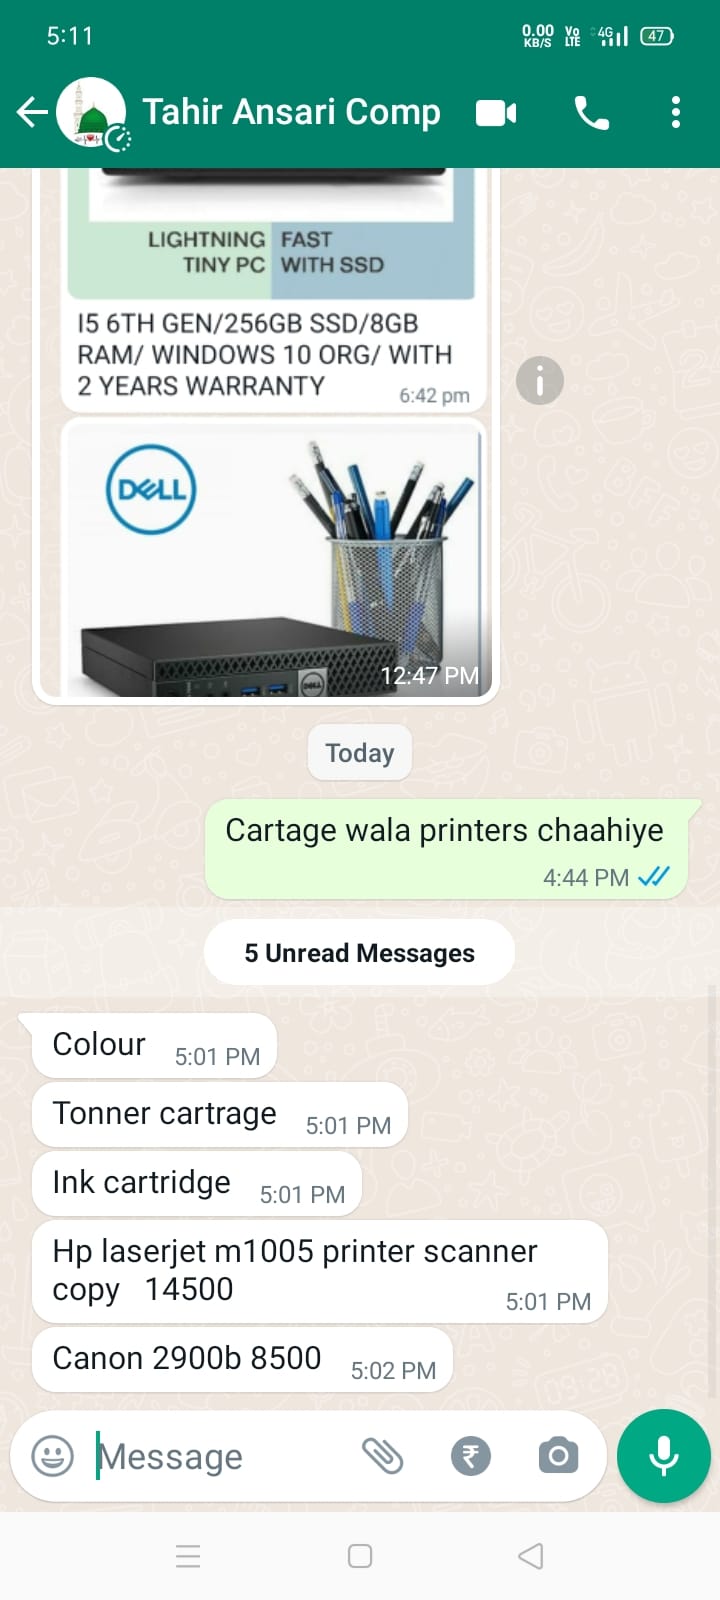 5:11
0.00 KB/S Vo LTE 4G 47
Tahir Ansari Comp
LIGHTNING FAST
TINY PC WITH SSD
I5 6TH GEN/256GB SSD/8GB
RAM/ WINDOWS 10 ORG/ WITH
2 YEARS WARRANTY
6:42 pm
DELL
DELL
12:47 PM
Today
Cartage wala printers chaahiye
4:44 PM
5 Unread Messages
Colour 5:01 PM
Tonner cartrage 5:01 PM
Ink cartridge 5:01 PM
Hp laserjet m1005 printer scanner
copy 14500
5:01 PM
Canon 2900b 8500 5:02 PM
Message